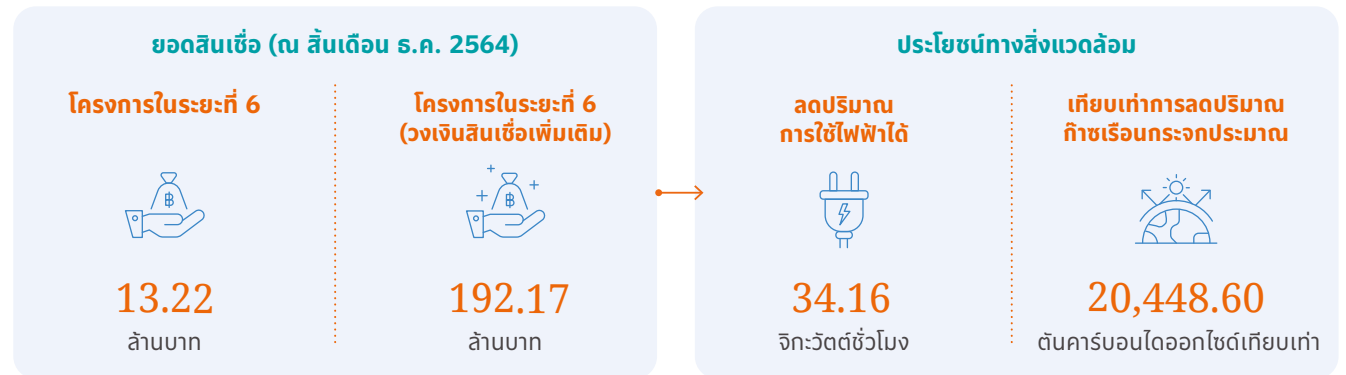 ยอดสินเชื่อ (ณ สิ้นเดือน ธ.ค. 2564)
โครงการในระยะที่ 6
13.22
ล้านบาท
โครงการในระยะที่ 6
(วงเงินสินเชื่อเพิ่มเติม)
192.17
ล้านบาท
ประโยชน์ทางสิ่งแวดล้อม
ลดปริมาณ
การใช้ไฟฟ้าได้
34.16
จิกะวัตต์ชั่วโมง
เทียบเท่าการลดปริมาณ
ก๊าซเรือนกระจกประมาณ
20,448.60
ตันคาร์บอนไดออกไซด์เทียบเท่า